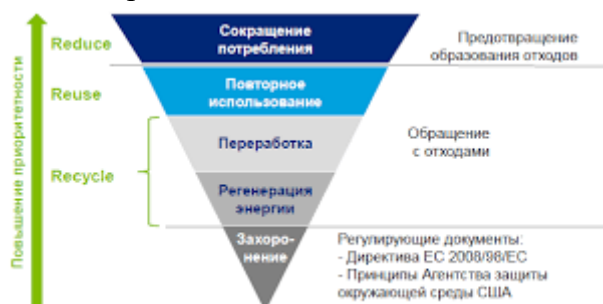 Повышение приоритетности
Reduce
Сокращение
потребления
Предотвращение
образования отходов
Reuse
Повторное
использование
Recycle
Переработка
Обращение
с отходами
Регенерация
энергии
Захоро-
нение
Регулирующие документы:
- Директива ЕС 2008/98/ЕС
- Принципы Агентства защиты
окружающей среды США